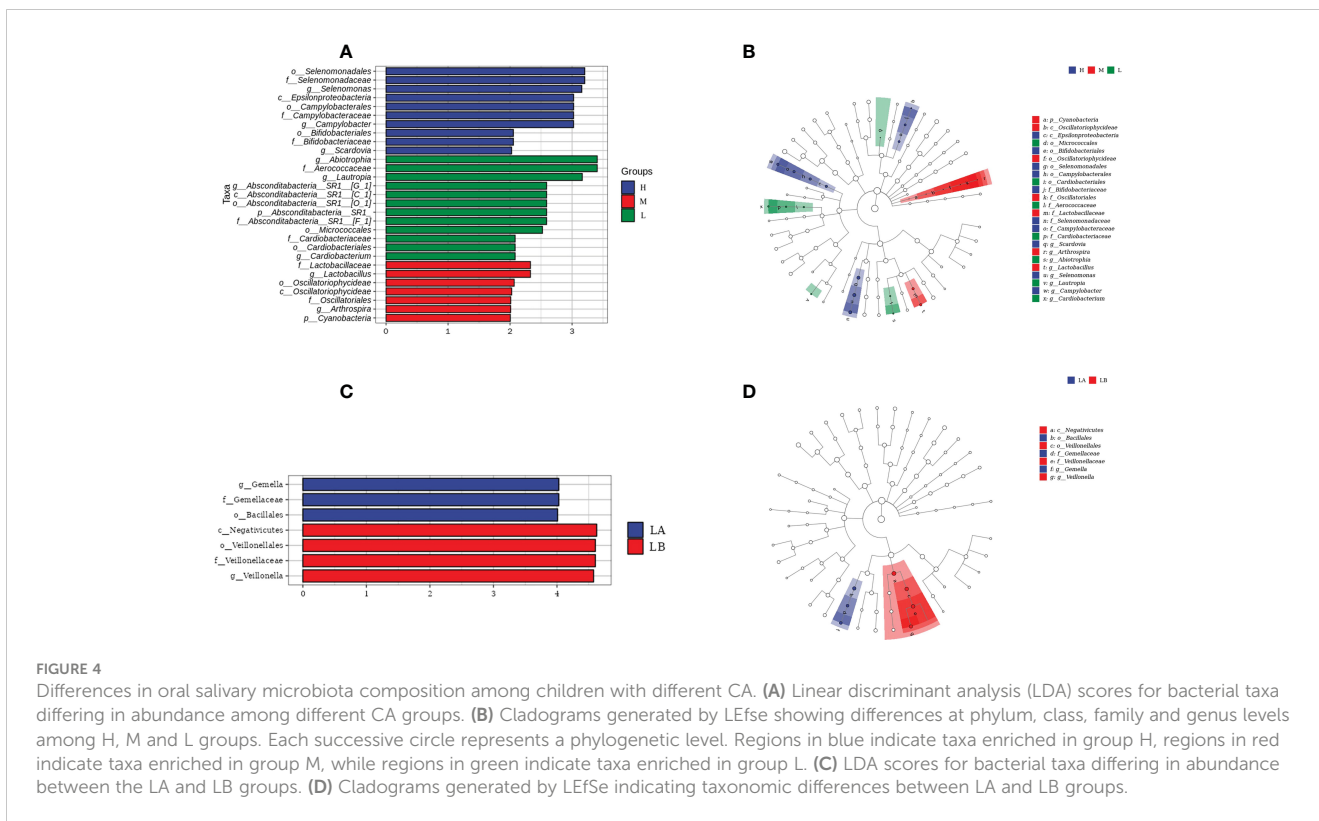 A
o__Selenomonadales
f__Selenomonadaceae
g__Selenomonas
c__Epsilonproteobacteria
o__Campylobacterales
f__Campylobacteraceae
g__Campylobacter
o__Bifidobacteriales
f__Bifidobacteriaceae
g__Scardovia
g__Abiotrophia
f__Aerococcaceae
g__Lautropia
g__Absconditabacteria__SR1__[G_1]
c__Absconditabacteria__SR1__[C_1]
o__Absconditabacteria__SR1__[O_1]
p__Absconditabacteria__SR1_
f__Absconditabacteria__SR1__[F_1]
o__Micrococcales
f__Cardiobacteriaceae
o__Cardiobacteriales
g__Cardiobacterium
f__Lactobacillaceae
g__Lactobacillus
o__Oscillatoriophycideae
c__Oscillatoriophycideae
f__Oscillatoriales
g__Arthrospira
p__Cyanobacteria
Taxa
0 1 2 3
Groups
H
M
L
B
H M L
a: p__Cyanobacteria
b: c__Oscillatoriophycideae
c: c__Epsilonproteobacteria
d: o__Micrococcales
e: o__Bifidobacteriales
f: o__Oscillatoriophycideae
g: o__Selenomonadales
h: o__Campylobacterales
i: o__Cardiobacteriales
j: f__Bifidobacteriaceae
k: f__Oscillatoriales
l: f__Aerococcaceae
m: f__Lactobacillaceae
n: f__Selenomonadaceae
o: f__Campylobacteraceae
p: f__Cardiobacteriaceae
q: g__Scardovia
r: g__Arthrospira
s: g__Abiotrophia
t: g__Lactobacillus
u: g__Selenomonas
v: g__Lautropia
w: g__Campylobacter
x: g__Cardiobacterium
C
g__Gemella
f__Gemellaceae
o__Bacillales
c__Negativicutes
o__Veillonellales
f__Veillonellaceae
g__Veillonella
0 1 2 3 4
LA
LB
D
LA LB
a: c__Negativicutes
b: o__Bacillales
c: o__Veillonellales
d: f__Gemellaceae
e: f__Veillonellaceae
f: g__Gemella
g: g__Veillonella
FIGURE 4
Differences in oral salivary microbiota composition among children with different CA. (A) Linear discriminant analysis (LDA) scores for bacterial taxa
differing in abundance among different CA groups. (B) Cladograms generated by LEfse showing differences at phylum, class, family and genus levels
among H, M and L groups. Each successive circle represents a phylogenetic level. Regions in blue indicate taxa enriched in group H, regions in red
indicate taxa enriched in group M, while regions in green indicate taxa enriched in group L. (C) LDA scores for bacterial taxa differing in abundance
between the LA and LB groups. (D) Cladograms generated by LEfSe indicating taxonomic differences between LA and LB groups.